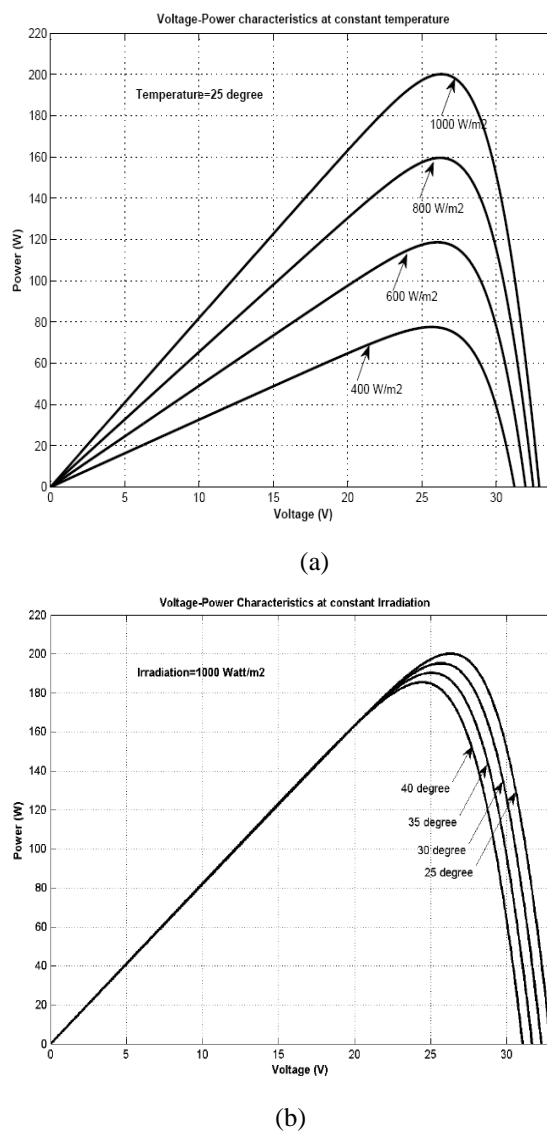 Voltage-Power characteristics at constant temperature
220
200
180
160
140
120
100
80
60
40
20
0
Power (W)
Temperature=25 degree
1000 W/m2
800 W/m2
600 W/m2
400 W/m2
0 5 10 15 20 25 30
Voltage (V)
(a)
Voltage-Power Characteristics at constant Irradiation
220
200
180
160
140
120
100
80
60
40
20
0
Power (W)
Irradiation=1000 Watt/m2
40 degree
35 degree
30 degree
25 degree
0 5 10 15 20 25 30
Voltage (V)
(b)